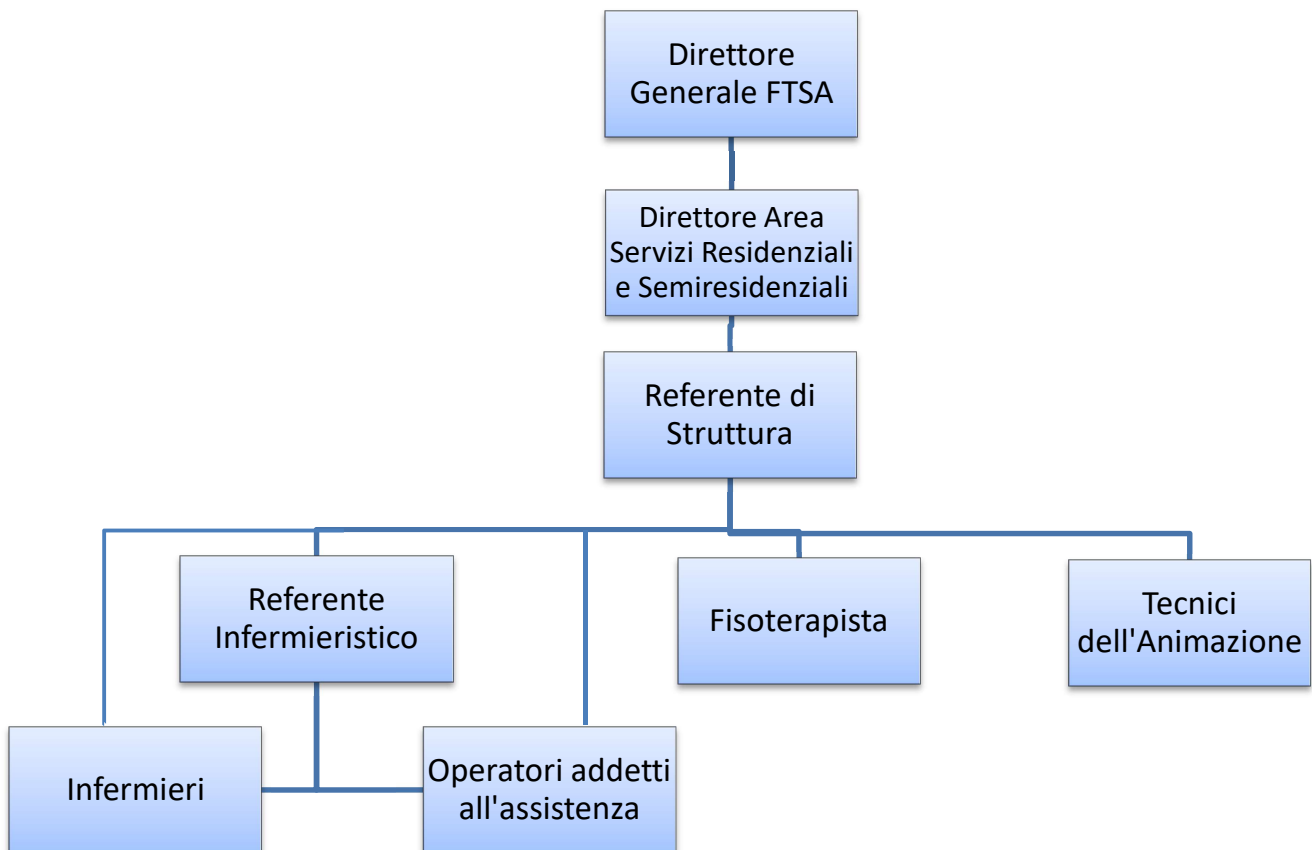 Direttore
Generale FTSA
Direttore Area
Servizi Residenziali
e Semiresidenziali
Referente di
Struttura
Referente
Infermieristico
Fisoterapista
Tecnici
dell'Animazione
Infermieri
Operatori addetti
all'assistenza